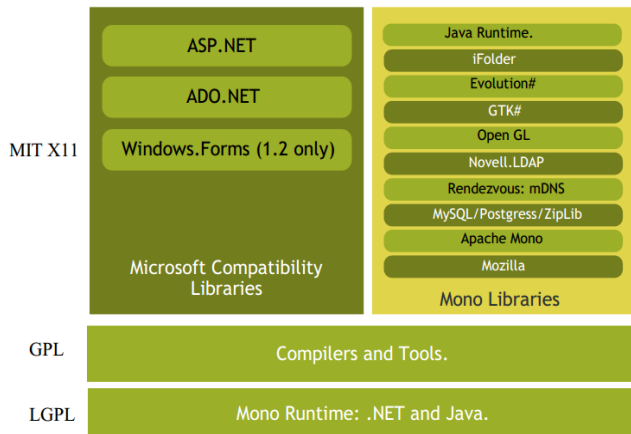 MIT X11
ASP.NET
ADO.NET
Windows.Forms (1.2 only)
Microsoft Compatibility
Libraries
Java Runtime.
iFolder
Evolution#
GTK#
Open GL
Novell.LDAP
Rendezvous: mDNS
MySQL/Postgress/ZipLib
Apache Mono
Mozilla
Mono Libraries
GPL
Compilers and Tools.
LGPL
Mono Runtime: .NET and Java.